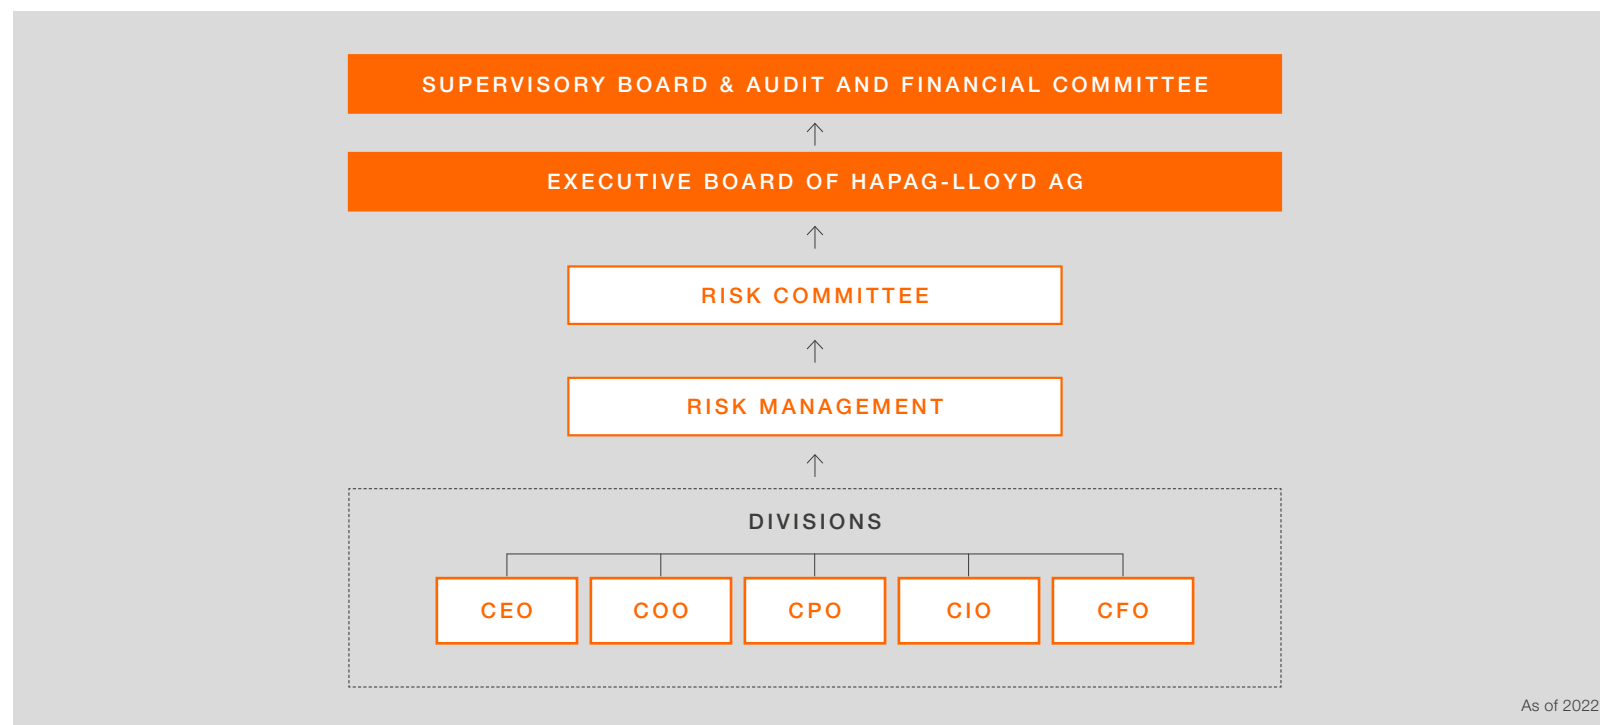 SUPERVISORY BOARD & AUDIT AND FINANCIAL COMMITTEE
EXECUTIVE BOARD OF HAPAG-LLOYD AG
RISK COMMITTEE
RISK MANAGEMENT
DIVISIONS
CEO COO CPO CIO CFO
As of 2022